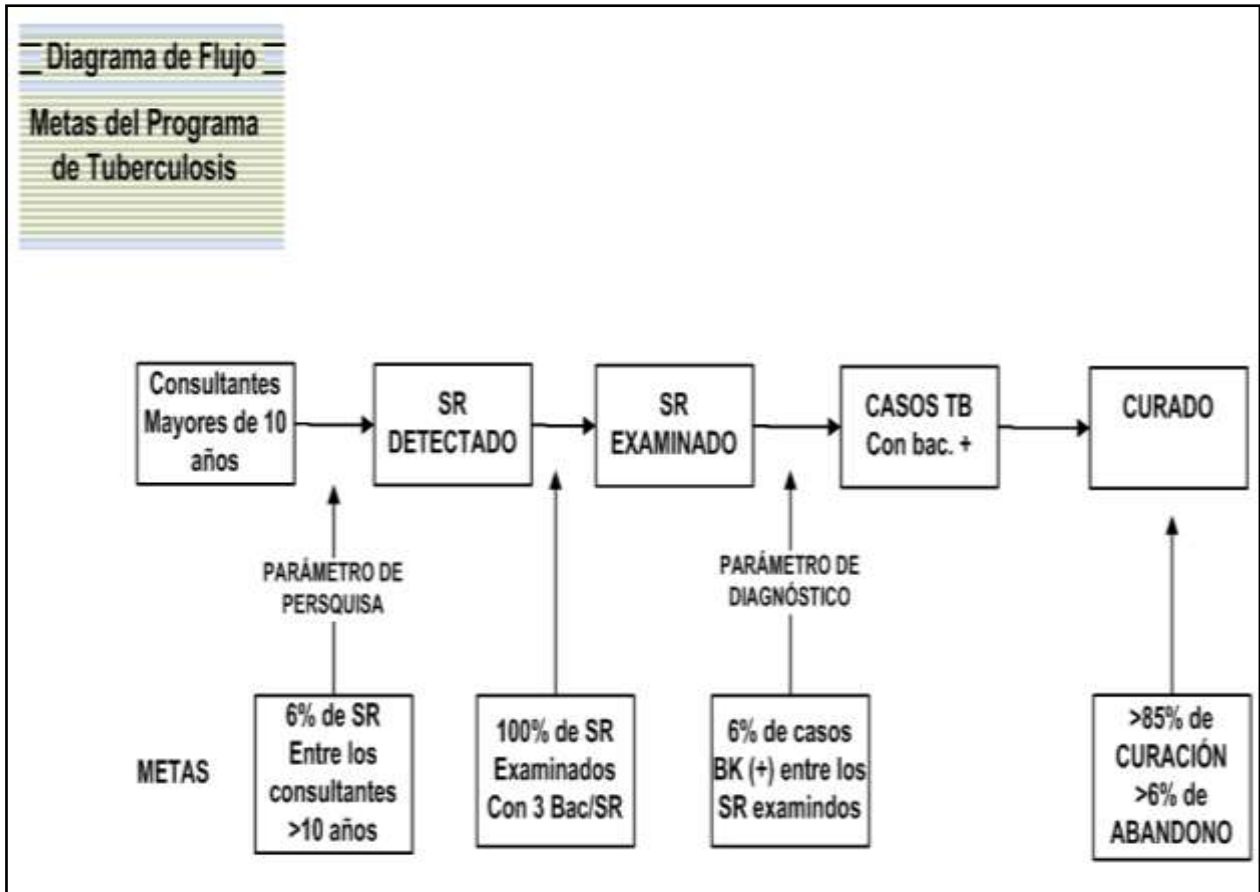 Diagrama de Flujo
Metas del Programa
de Tuberculosis
Consultantes
Mayores de 10
años
SR
DETECTADO
SR
EXAMINADO
CASOS TB
Con bac. +
CURADO
PARÁMETRO DE
PERSQUISA
PARÁMETRO DE
DIAGNÓSTICO
METAS
6% de SR
Entre los
consultantes
>10 años
100% de SR
Examinados
Con 3 Bac/SR
6% de casos
BK (+) entre los
SR examindos
>85% de
CURACIÓN
>6% de
ABANDONO